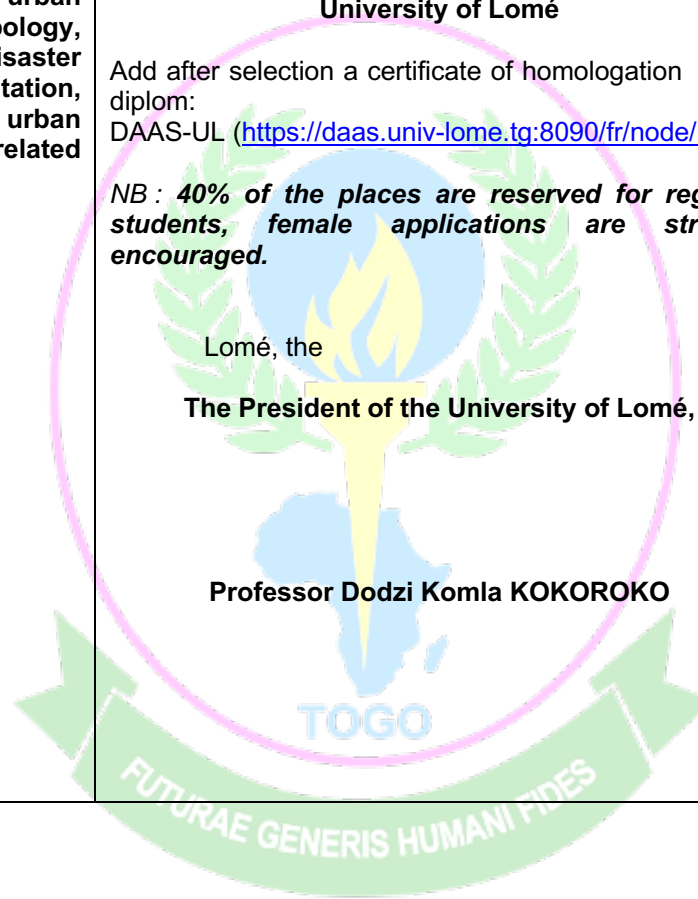 urban
isaster
tation,
urban
related
University of Lomé
Add after selection a certificate of homologation
diplom:
DAAS-UL (https://daas.univ-lome.tg:8090/fr/node/
NB : 40% of the places are reserved for reg
students, female applications are str
encouraged.
Lomé, the
The President of the University of Lomé,
Professor Dodzi Komla KOKOROKO
TOGO
FUTURAE GENERIS HUMANI FIDES